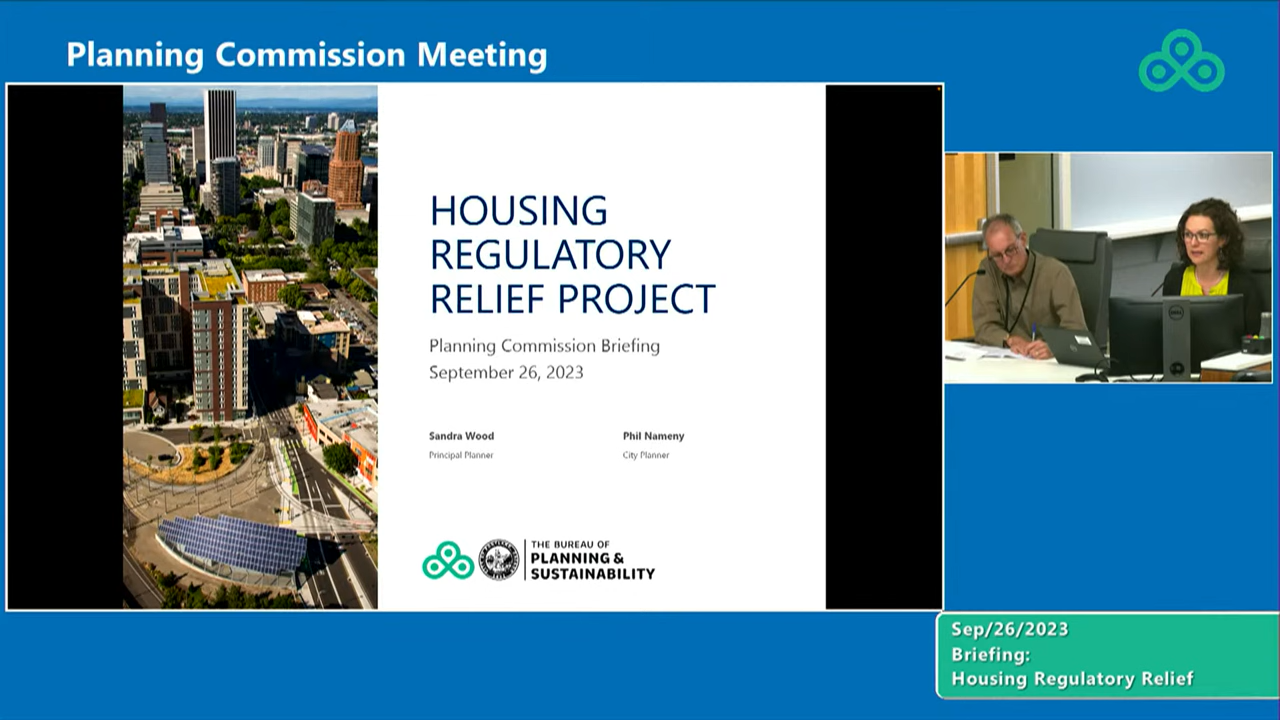 Planning Commission Meeting
HOUSING
REGULATORY
RELIEF PROJECT
Planning Commission Briefing
September 26, 2023
Sandra Wood
Principal Planner
Phil Nameny
City Planner
THE BUREAU OF
PLANNING &
SUSTAINABILITY
DELL
Sep/26/2023
Briefing:
Housing Regulatory Relief